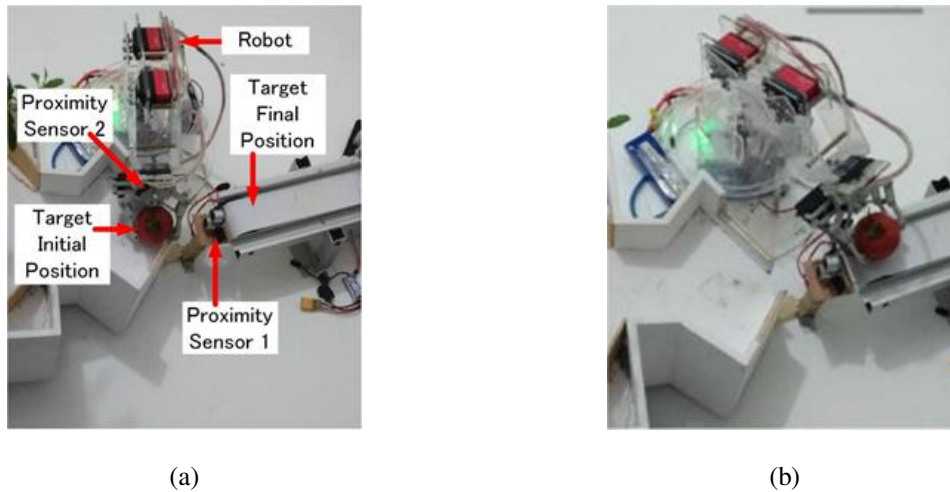 Robot
Target
Final
Position
Proximity
Sensor 2
Target
Initial
Position
Proximity
Sensor 1
(a)
(b)